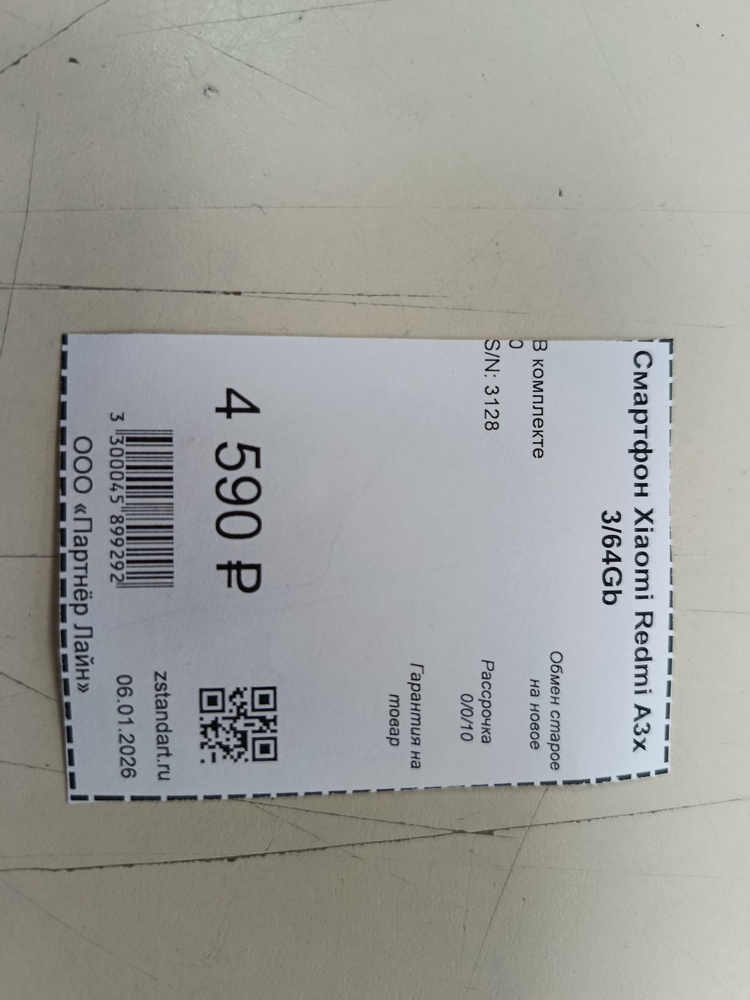 Смартфон Xiaomi Redmi A3x
3/64Gb
В комплекте
0
S/N: 3128
Обмен старое
на новое
Рассрочка
0/0/10
Гарантия на
товар
4 590 ₽
3 300045 899292
zstandart.ru
06.01.2026
ООО «Партнёр Лайн»